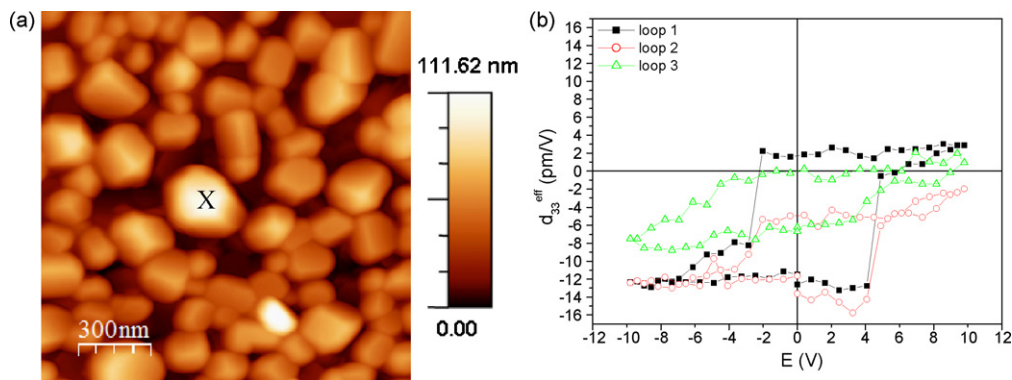 (a)
X
300nm
111.62 nm
0.00
(b)
loop 1
loop 2
loop 3
16
14
12
10
8
6
4
2
0
-2
-4
-6
-8
-10
-12
-14
-16
d33^eff (pm/V)
-12 -10 -8 -6 -4 -2 0 2 4 6 8 10 12
E (V)